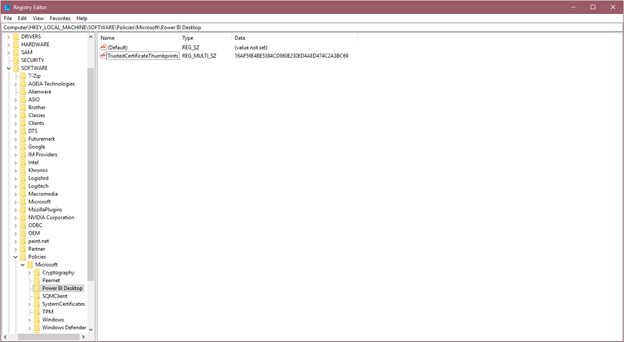 Registry Editor
File Edit View Favorites Help
Computer\HKEY_LOCAL_MACHINE\SOFTWARE\Policies\Microsoft\Power BI Desktop
Name Type Data
(Default) REG_SZ (value not set)
TrustedCertificateThumbprints REG_MULTI_SZ 16AF59E4BE5384CD860E230ED4AED474C2A3BC69
DRIVERS
HARDWARE
SAM
SECURITY
SOFTWARE
7-Zip
AGEIA Technologies
Alienware
ASIO
Brother
Classes
Clients
DTS
Futuremark
Google
IM Providers
Intel
Khronos
Logishrd
Logitech
Macromedia
Microsoft
MozillaPlugins
NVIDIA Corporation
ODBC
OEM
paint.net
Partner
Policies
Microsoft
Cryptography
Peernet
Power BI Desktop
SQMClient
SystemCertificates
TPM
Windows
Windows Defender